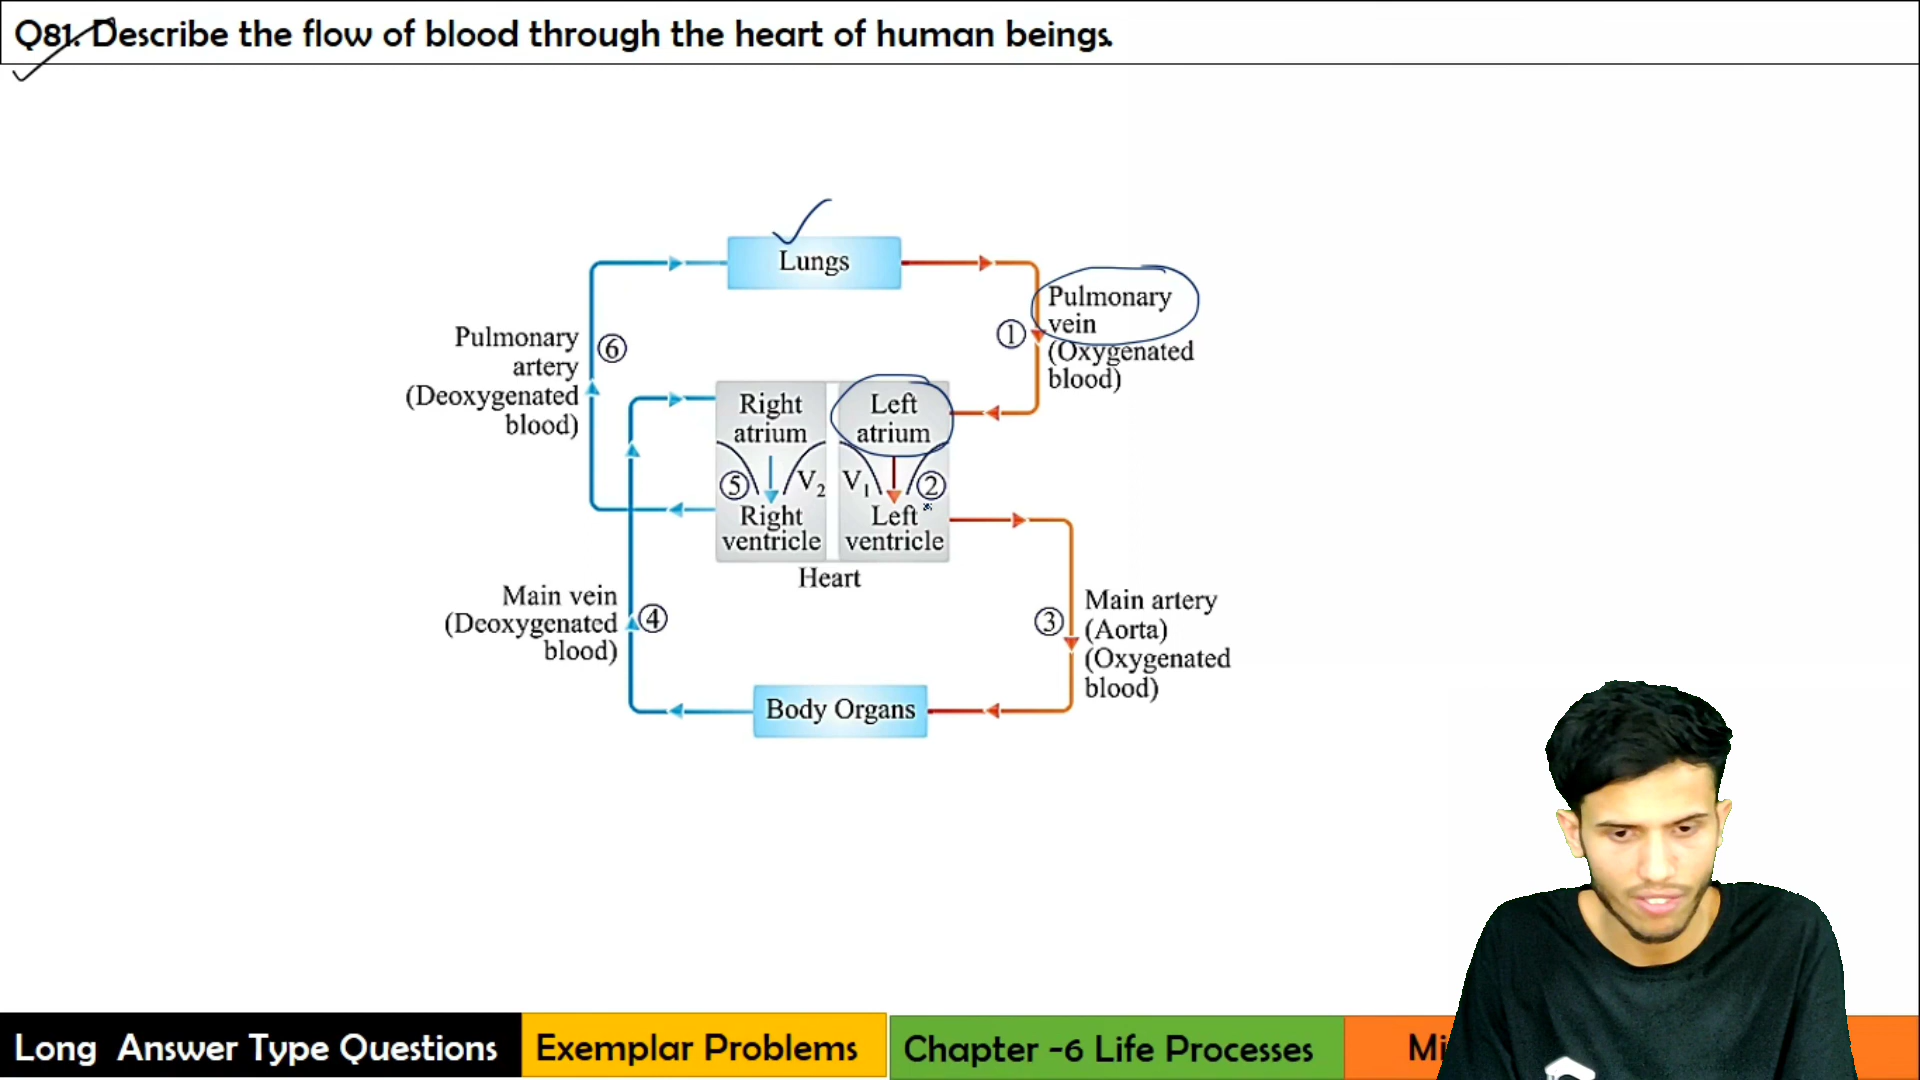 Q81. Describe the flow of blood through the heart of human beings.
Lungs
Pulmonary
vein
(Oxygenated
blood)
①
Pulmonary
artery
(Deoxygenated
blood)
⑥
Right
atrium
Left
atrium
⑤
V2
V1
②
Right
ventricle
Left
ventricle
Heart
Main vein
(Deoxygenated
blood)
④
③
Main artery
(Aorta)
(Oxygenated
blood)
Body Organs
Long Answer Type Questions
Exemplar Problems
Chapter -6 Life Processes